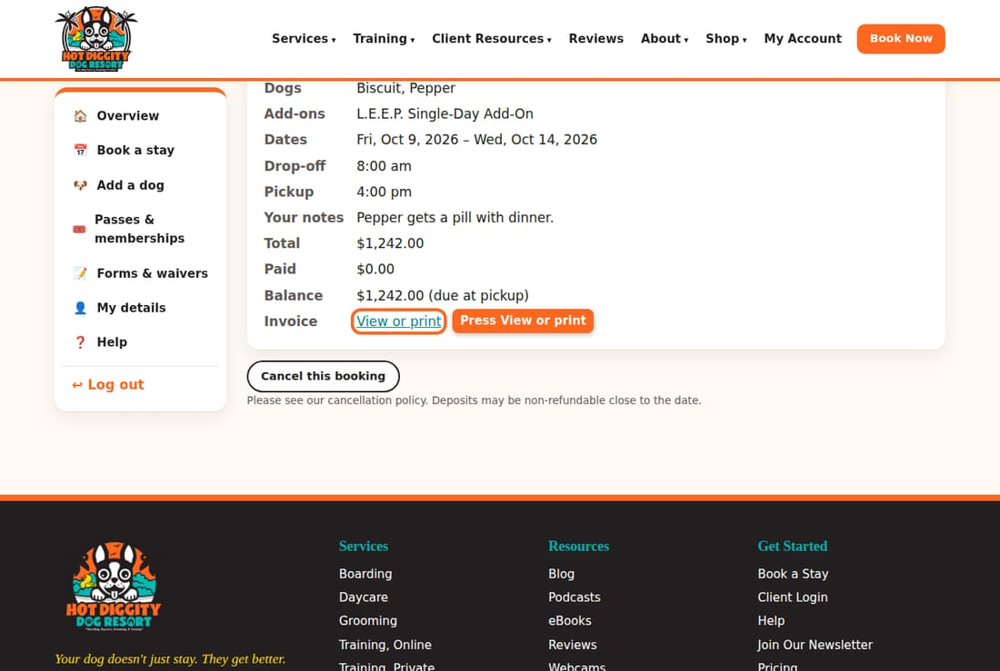 HOT DIGGITY
DOG RESORT
Services ▾
Training ▾
Client Resources ▾
Reviews
About ▾
Shop ▾
My Account
Book Now
Overview
Book a stay
Add a dog
Passes &
memberships
Forms & waivers
My details
Help
↩ Log out
Dogs Biscuit, Pepper
Add-ons L.E.E.P. Single-Day Add-On
Dates Fri, Oct 9, 2026 – Wed, Oct 14, 2026
Drop-off 8:00 am
Pickup 4:00 pm
Your notes Pepper gets a pill with dinner.
Total $1,242.00
Paid $0.00
Balance $1,242.00 (due at pickup)
Invoice View or print Press View or print
Cancel this booking
Please see our cancellation policy. Deposits may be non-refundable close to the date.
HOT DIGGITY
DOG RESORT
Your dog doesn't just stay. They get better.
Services
Boarding
Daycare
Grooming
Training, Online
Training, Private
Resources
Blog
Podcasts
eBooks
Reviews
Webcams
Get Started
Book a Stay
Client Login
Help
Join Our Newsletter
Pricing